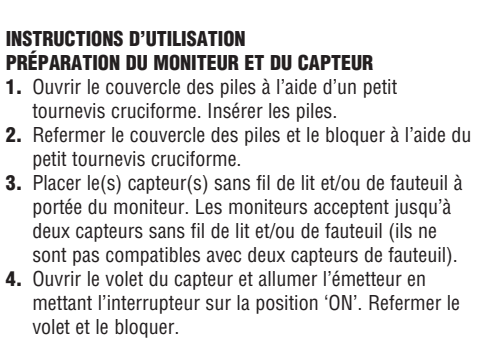 INSTRUCTIONS D’UTILISATION
PRÉPARATION DU MONITEUR ET DU CAPTEUR
1. Ouvrir le couvercle des piles à l’aide d’un petit
tournevis cruciforme. Insérer les piles.
2. Refermer le couvercle des piles et le bloquer à l’aide du
petit tournevis cruciforme.
3. Placer le(s) capteur(s) sans fil de lit et/ou de fauteuil à
portée du moniteur. Les moniteurs acceptent jusqu’à
deux capteurs sans fil de lit et/ou de fauteuil (ils ne
sont pas compatibles avec deux capteurs de fauteuil).
4. Ouvrir le volet du capteur et allumer l’émetteur en
mettant l’interrupteur sur la position ‘ON’. Refermer le
volet et le bloquer.